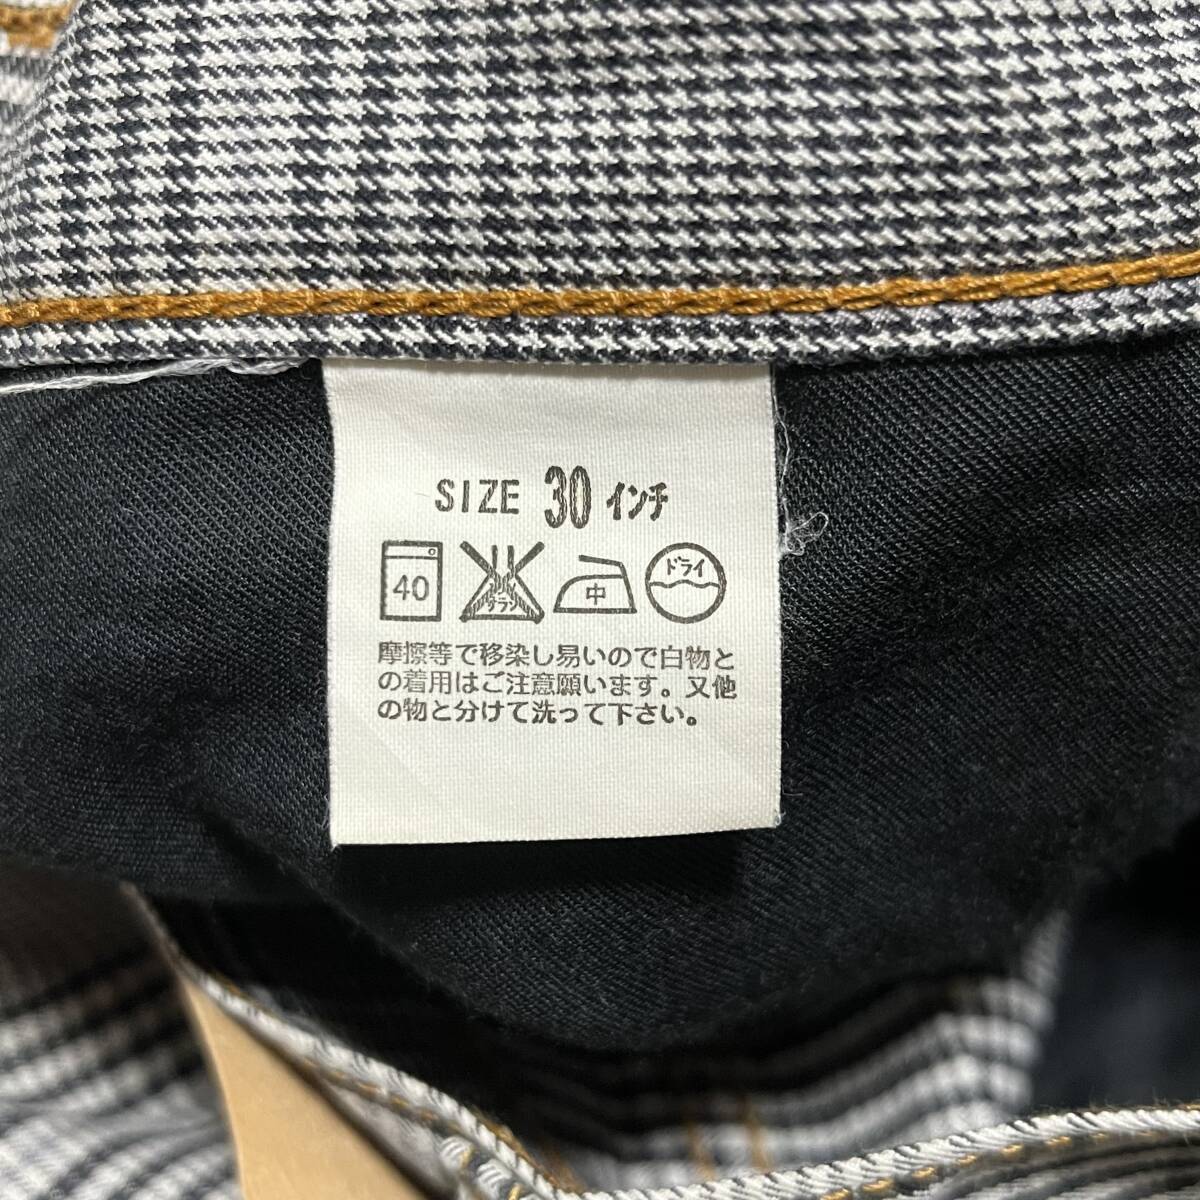 SIZE 30 インチ
40 中 ドライ
摩擦等で移染し易いので白物と
の着用はご注意願います。又他
の物と分けて洗って下さい。